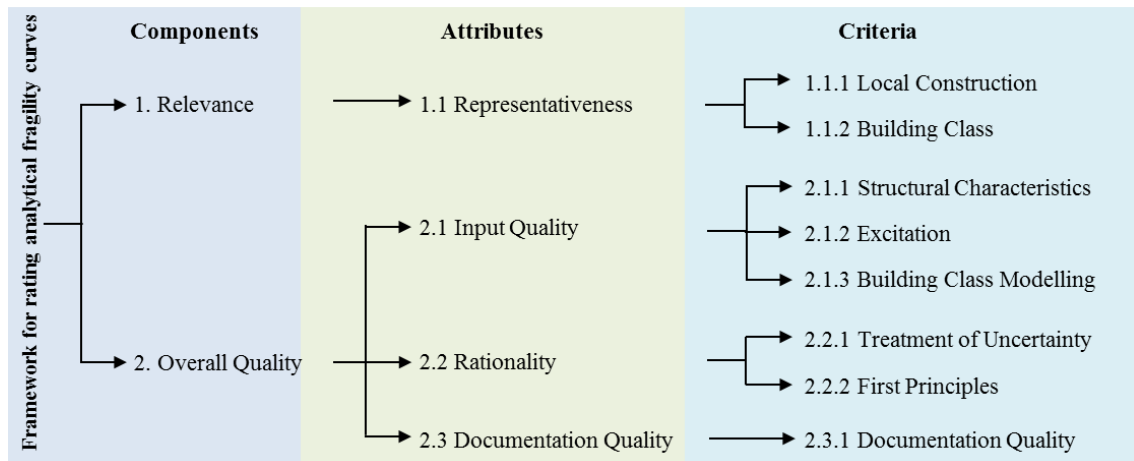 Framework for rating analytical fragility curves
Components
Attributes
Criteria
1. Relevance
1.1 Representativeness
1.1.1 Local Construction
1.1.2 Building Class
2. Overall Quality
2.1 Input Quality
2.1.1 Structural Characteristics
2.1.2 Excitation
2.1.3 Building Class Modelling
2.2 Rationality
2.2.1 Treatment of Uncertainty
2.2.2 First Principles
2.3 Documentation Quality
2.3.1 Documentation Quality